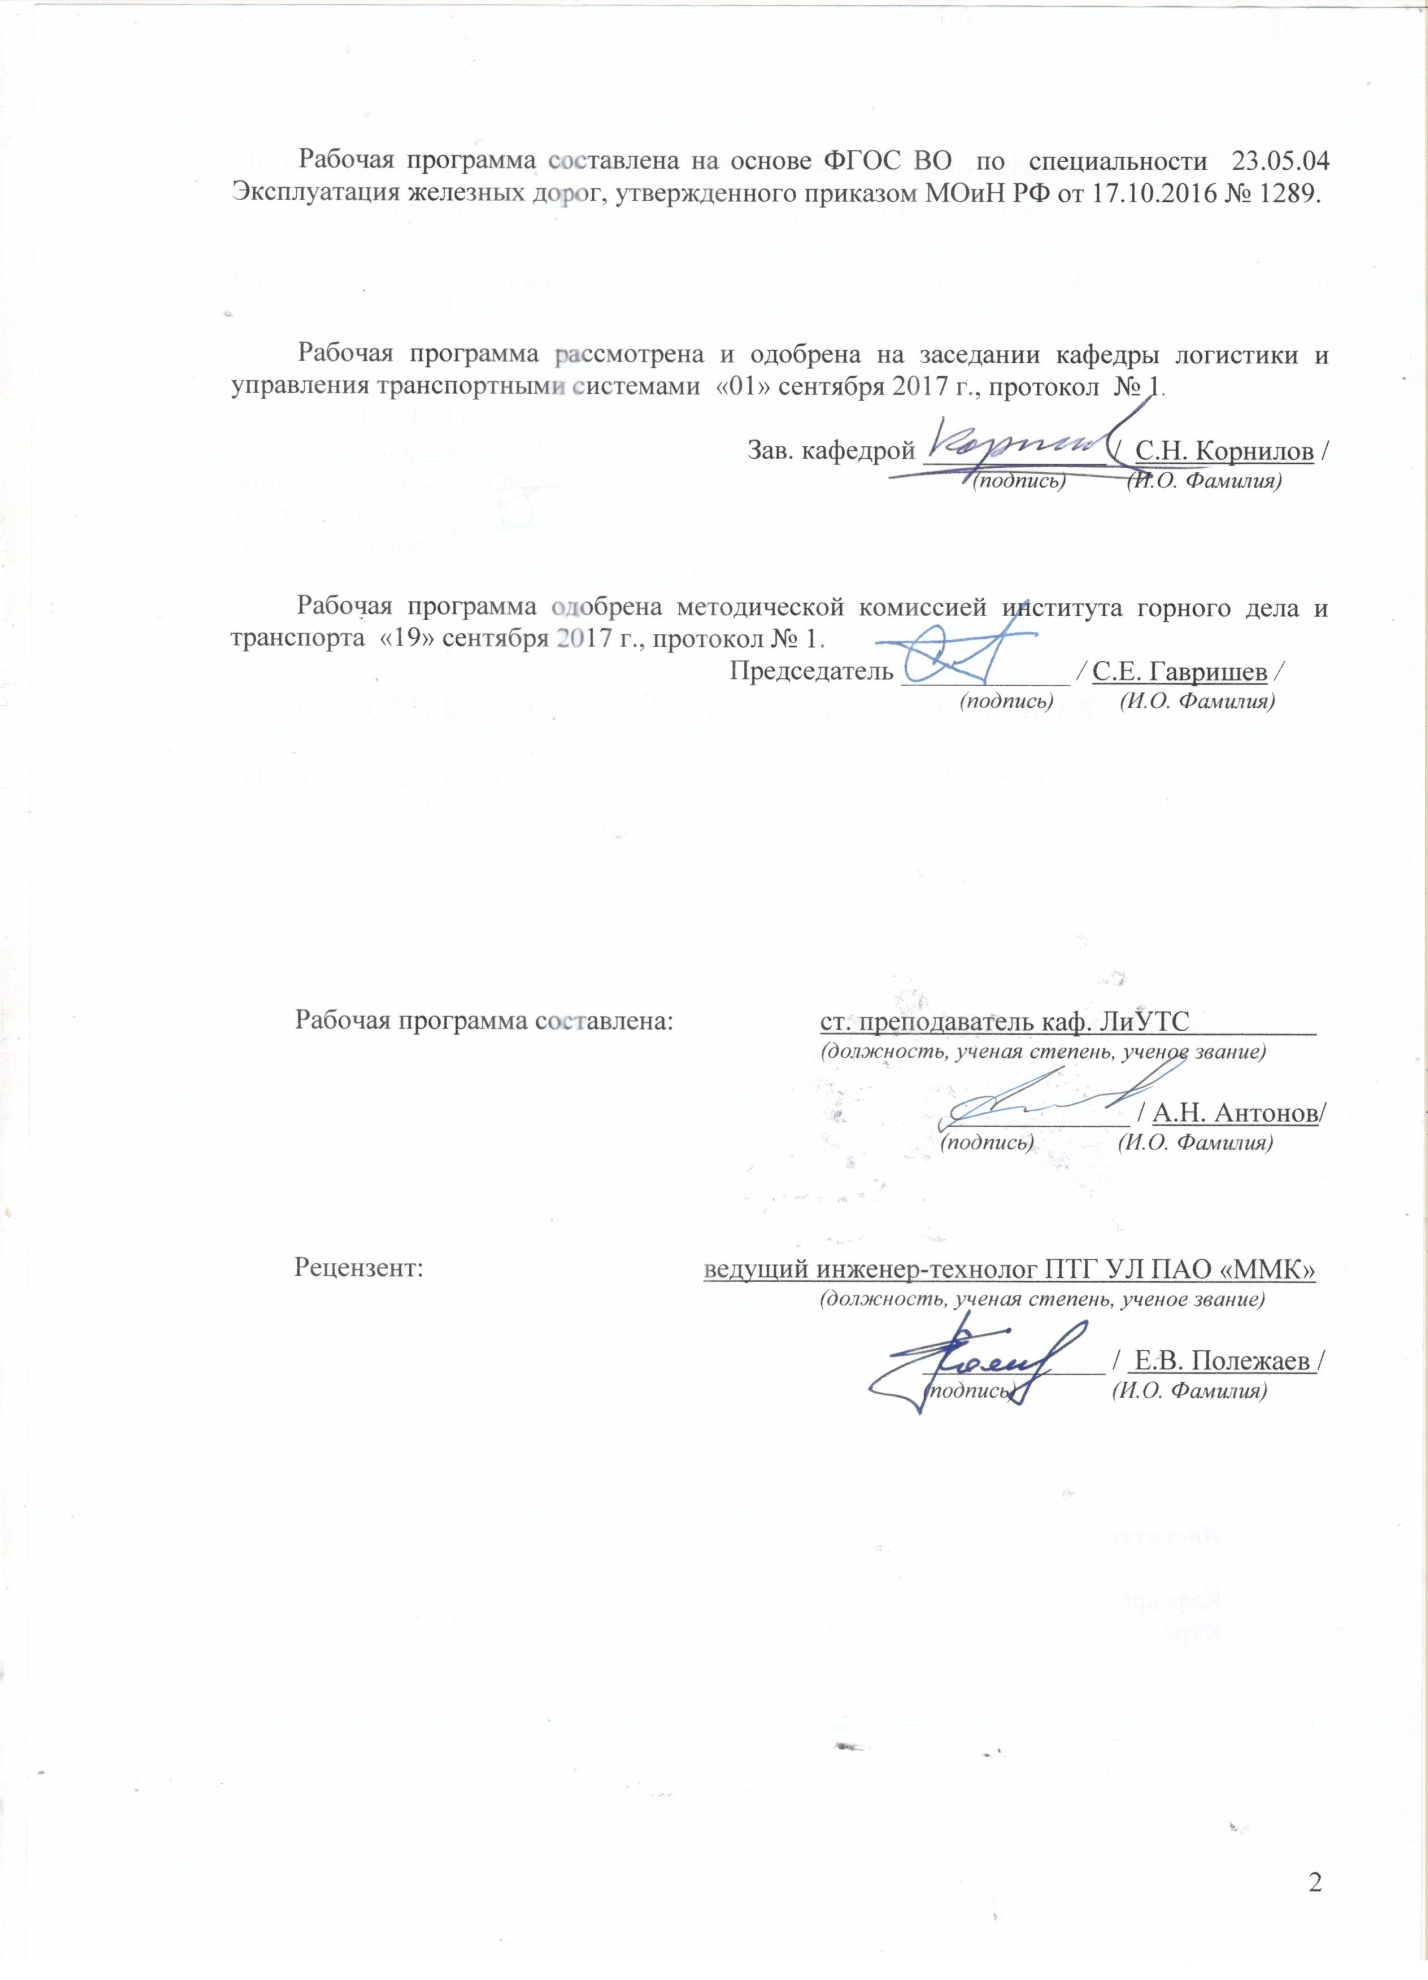 Рабочая программа составлена на основе ФГОС ВО по специальности 23.05.04
Эксплуатация железных дорог, утвержденного приказом МОиН РФ от 17.10.2016 № 1289.
Рабочая программа рассмотрена и одобрена на заседании кафедры логистики и
управления транспортными системами «01» сентября 2017 г., протокол № 1.
Зав. кафедрой / С.Н. Корнилов /
(подпись) (И.О. Фамилия)
Рабочая программа одобрена методической комиссией института горного дела и
транспорта «19» сентября 2017 г., протокол № 1.
Председатель / С.Е. Гавришев /
(подпись) (И.О. Фамилия)
Рабочая программа составлена: ст. преподаватель каф. ЛиУТС
(должность, ученая степень, ученое звание)
/ А.Н. Антонов/
(подпись) (И.О. Фамилия)
Рецензент: ведущий инженер-технолог ПТГ УЛ ПАО «ММК»
(должность, ученая степень, ученое звание)
/ Е.В. Полежаев /
(подпись) (И.О. Фамилия)
2